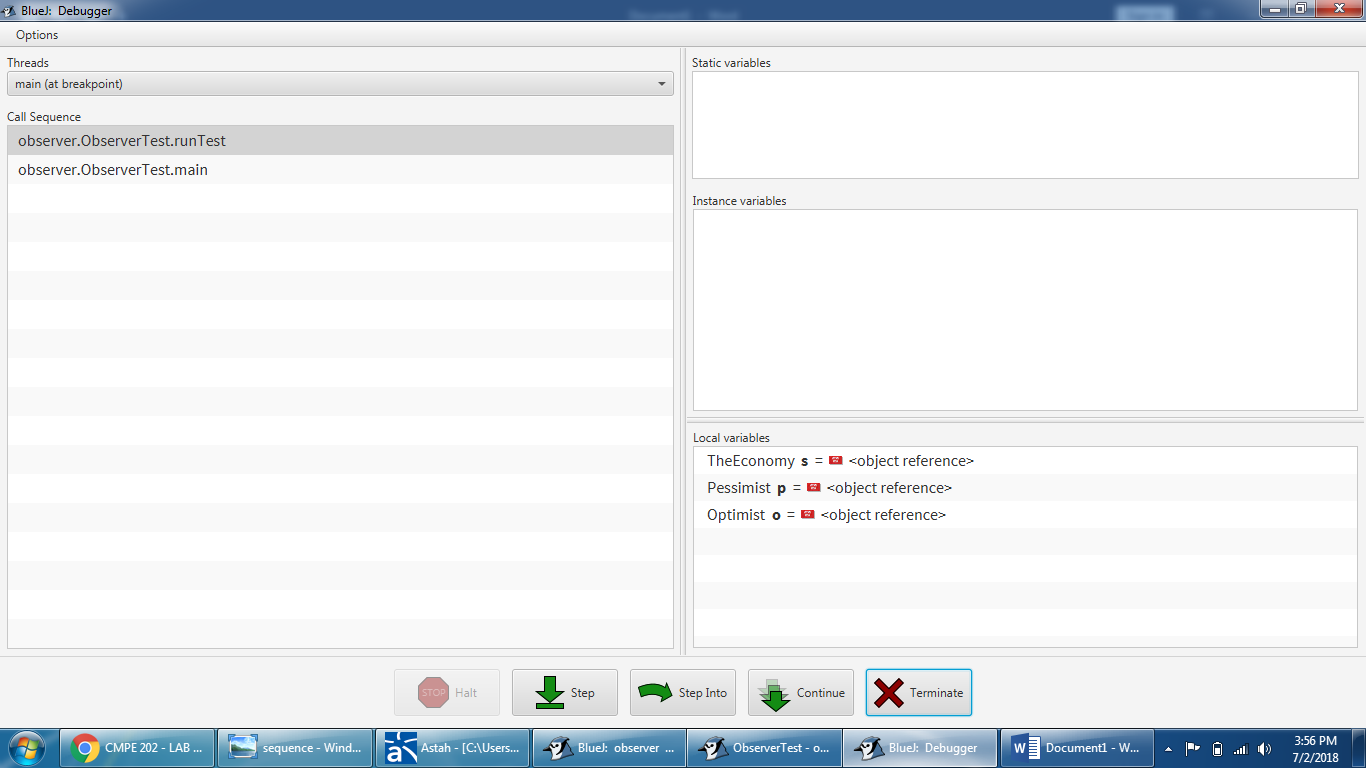 BlueJ: Debugger
Options
Threads
main (at breakpoint)
Call Sequence
observer.ObserverTest.runTest
observer.ObserverTest.main
Static variables
Instance variables
Local variables
TheEconomy s = <object reference>
Pessimist p = <object reference>
Optimist o = <object reference>
STOP Halt
Step
Step Into
Continue
Terminate
CMPE 202 - LAB ...
sequence - Wind...
Astah - [C:\Users...
BlueJ: observer ...
ObserverTest - o...
BlueJ: Debugger
Document1 - W...
3:56 PM
7/2/2018